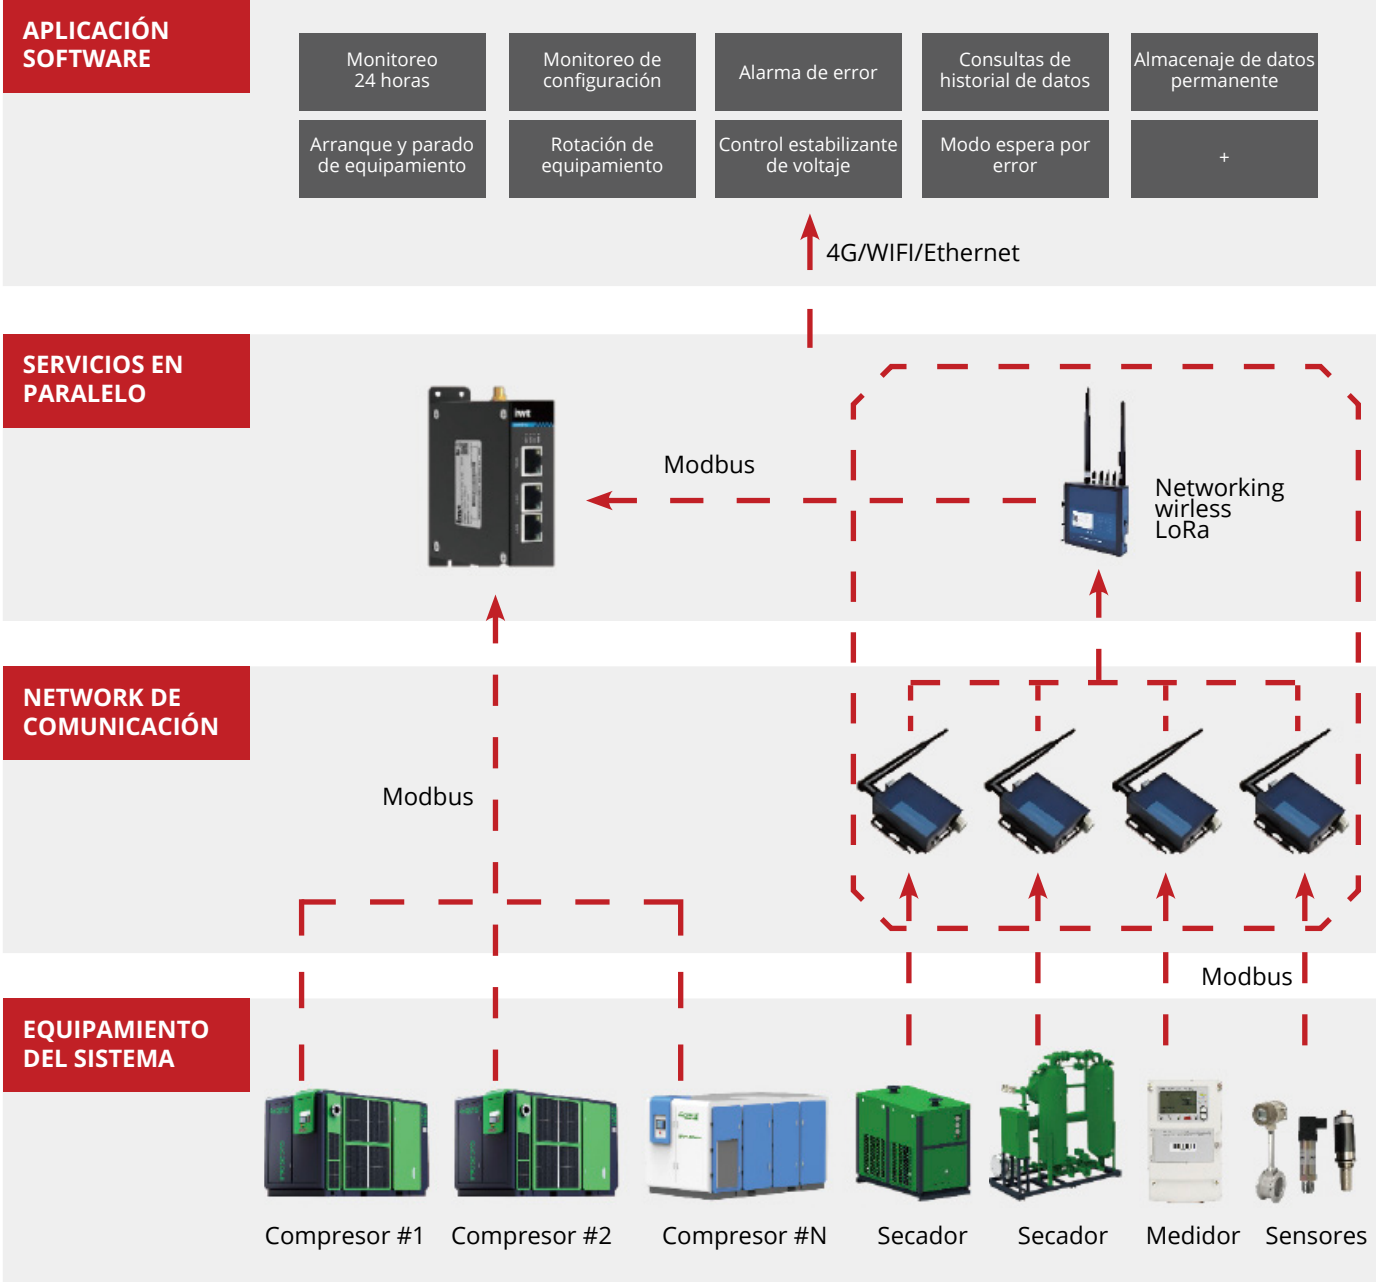 APLICACIÓN
SOFTWARE
Monitoreo
24 horas
Monitoreo de
configuración
Alarma de error
Consultas de
historial de datos
Almacenaje de datos
permanente
Arranque y parado
de equipamiento
Rotación de
equipamiento
Control estabilizante
de voltaje
Modo espera por
error
+
4G/WIFI/Ethernet
SERVICIOS EN
PARALELO
Modbus
Networking
wirless
LoRa
NETWORK DE
COMUNICACIÓN
Modbus
Modbus
EQUIPAMIENTO
DEL SISTEMA
Compresor #1
Compresor #2
Compresor #N
Secador
Secador
Medidor
Sensores